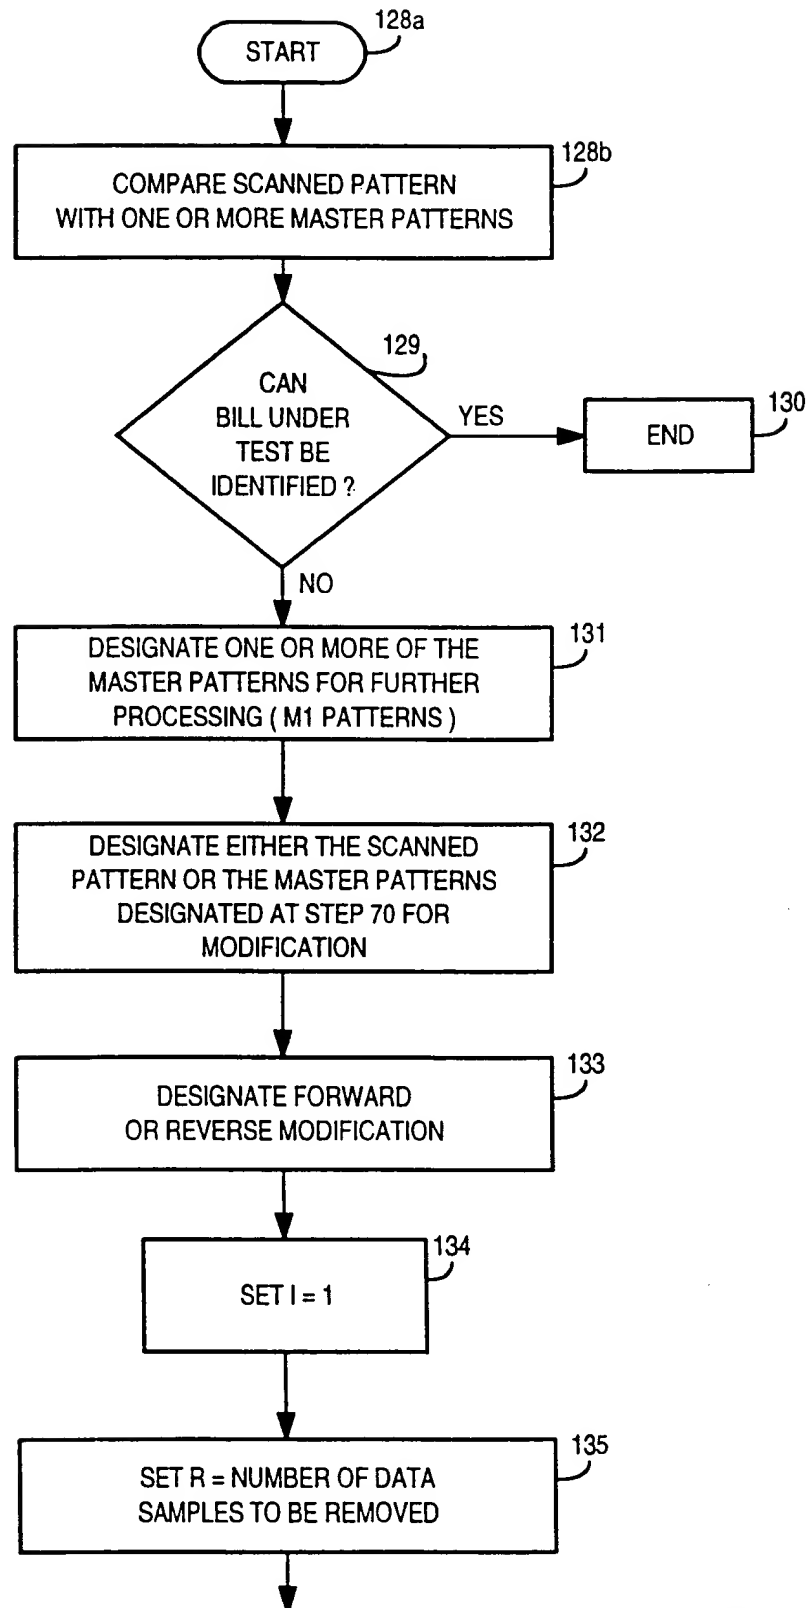 START
128a
COMPARE SCANNED PATTERN
WITH ONE OR MORE MASTER PATTERNS
128b
CAN
BILL UNDER
TEST BE
IDENTIFIED ?
129
YES
END
130
NO
DESIGNATE ONE OR MORE OF THE
MASTER PATTERNS FOR FURTHER
PROCESSING ( M1 PATTERNS )
131
DESIGNATE EITHER THE SCANNED
PATTERN OR THE MASTER PATTERNS
DESIGNATED AT STEP 70 FOR
MODIFICATION
132
DESIGNATE FORWARD
OR REVERSE MODIFICATION
133
SET I = 1
134
SET R = NUMBER OF DATA
SAMPLES TO BE REMOVED
135